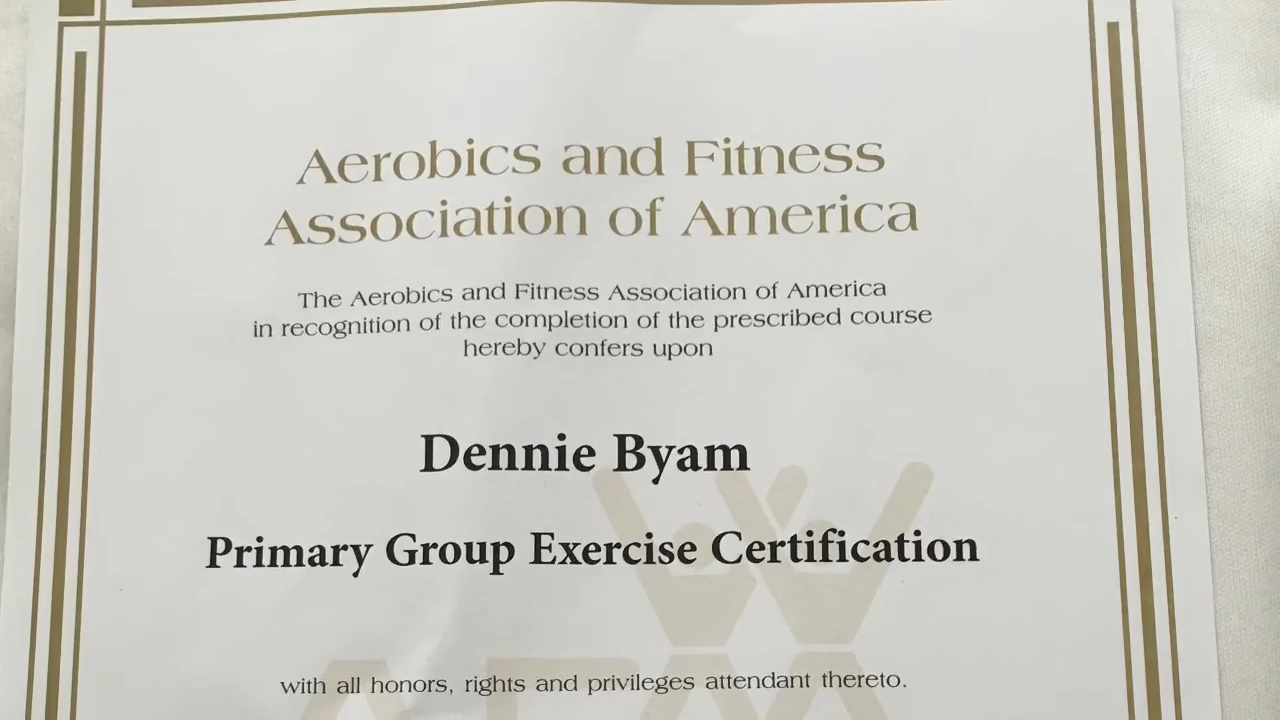 Aerobics and Fitness
Association of America
The Aerobics and Fitness Association of America
in recognition of the completion of the prescribed course
hereby confers upon
Dennie Byam
Primary Group Exercise Certification
with all honors, rights and privileges attendant thereto.